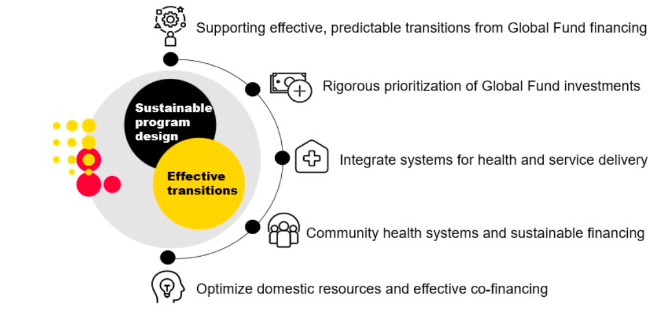 Supporting effective, predictable transitions from Global Fund financing
Rigorous prioritization of Global Fund investments
Sustainable
program
design
Integrate systems for health and service delivery
Effective
transitions
Community health systems and sustainable financing
Optimize domestic resources and effective co-financing